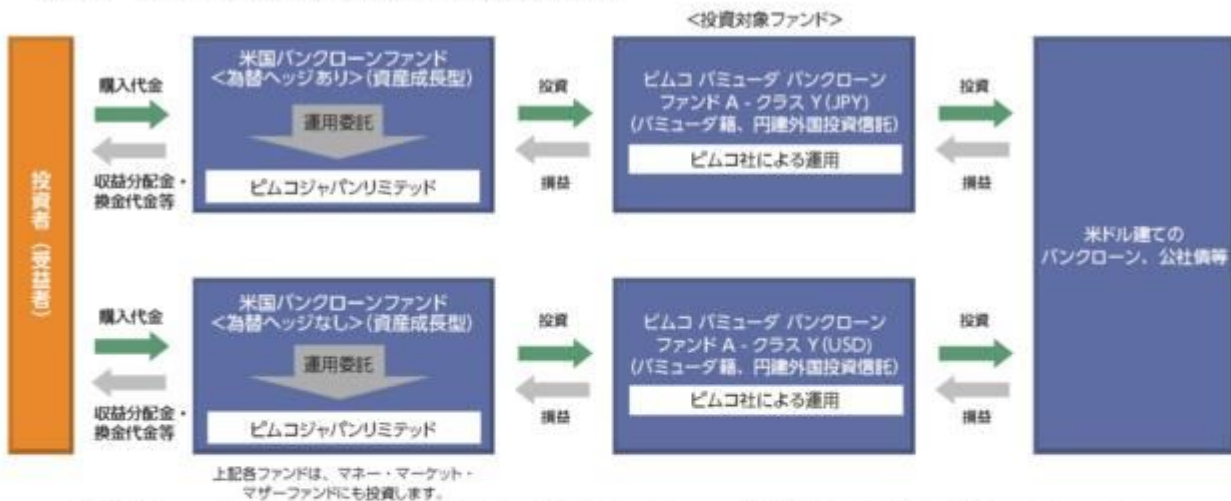 <投資対象ファンド>
投資者（受益者）
購入代金
収益分配金・
換金代金等
米国バンクローンファンド
<為替ヘッジあり>（資産成長型）
運用委託
ピムコジャパンリミテッド
投資
損益
ピムコ バミューダ バンクローン
ファンド A - クラス Y（JPY）
（バミューダ籍、円建外国投資信託）
ピムコ社による運用
投資
損益
米ドル建ての
バンクローン、公社債等
購入代金
収益分配金・
換金代金等
米国バンクローンファンド
<為替ヘッジなし>（資産成長型）
運用委託
ピムコジャパンリミテッド
投資
損益
ピムコ バミューダ バンクローン
ファンド A - クラス Y（USD）
（バミューダ籍、円建外国投資信託）
ピムコ社による運用
投資
損益
上記各ファンドは、マネー・マーケット・
マザーファンドにも投資します。